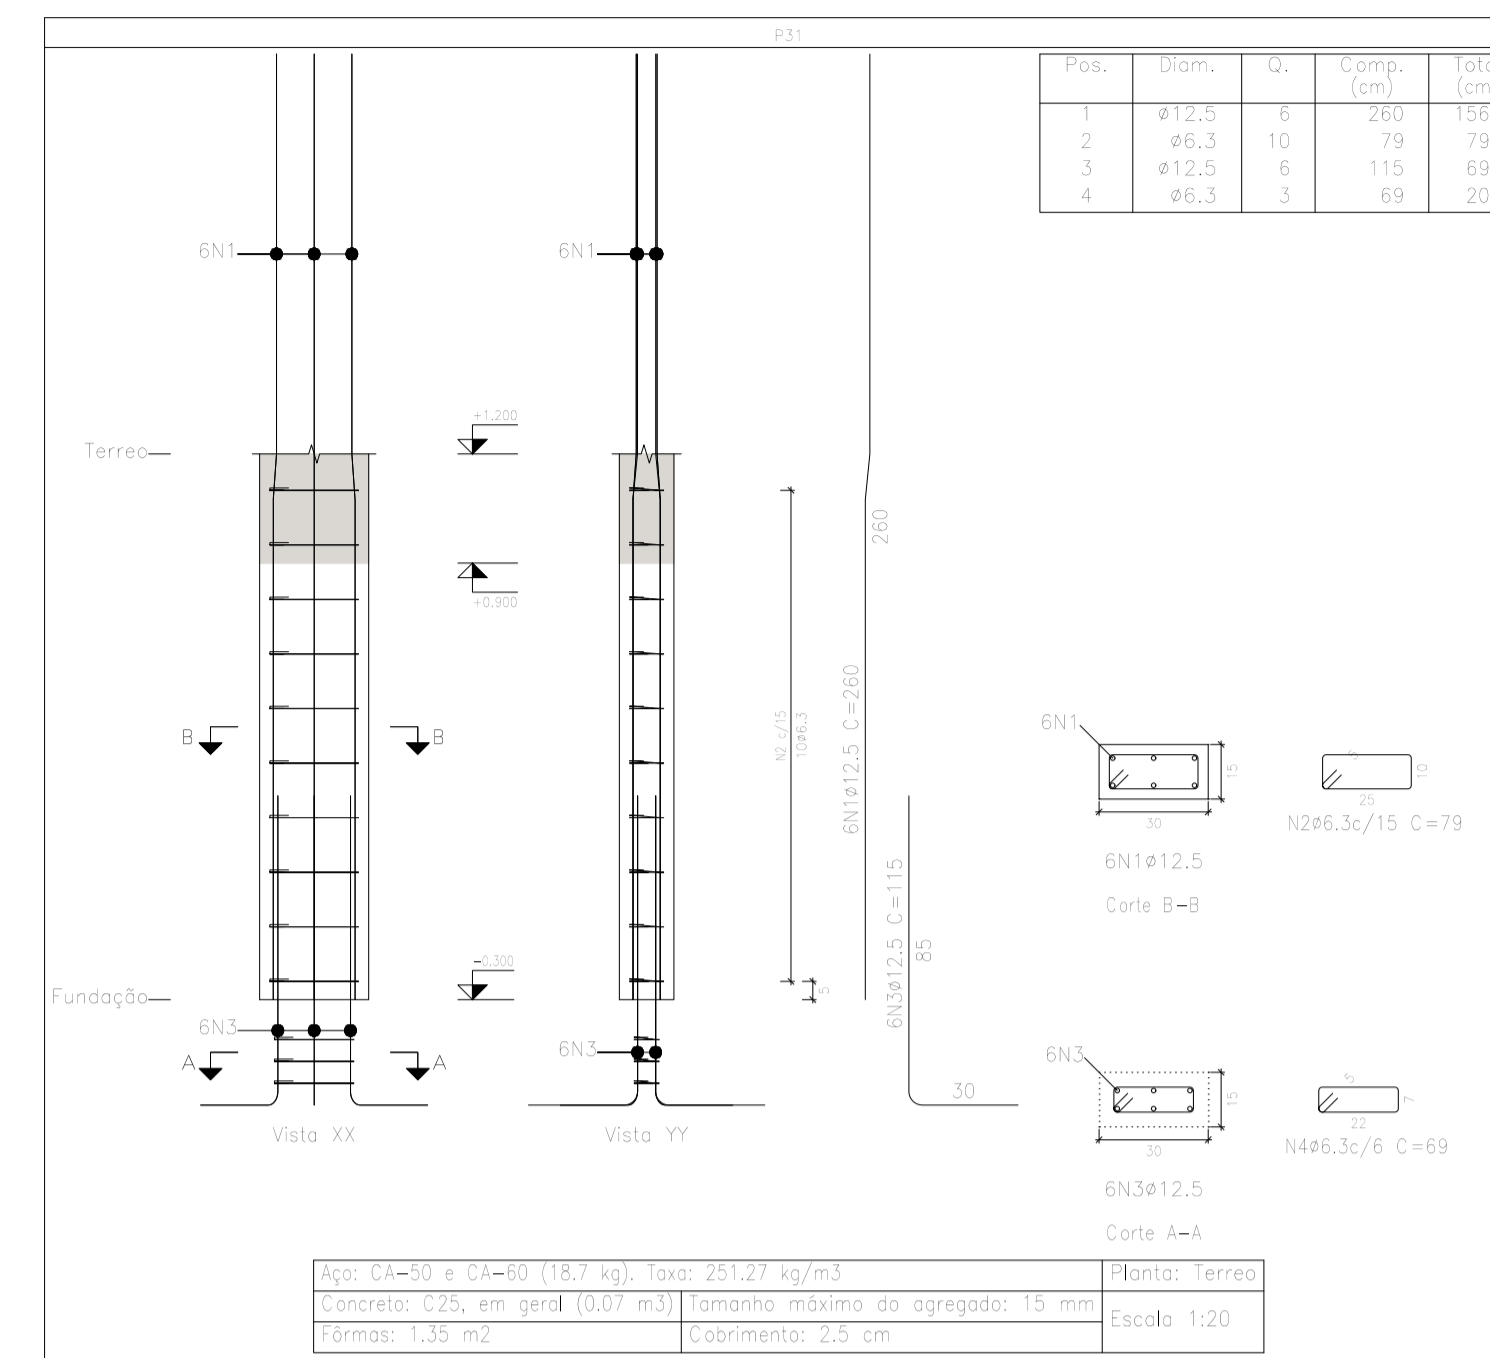 P31
Pos. Diam. Q. Comp. (cm)
1 ø12.5 6 260
2 ø6.3 10 79
3 ø12.5 6 115
4 ø6.3 3 69
6N1
6N1
+1.200
Terreo
260
+0.900
N2 c/15
10ø6.3
6N1ø12.5 C=260
B B
6N1
15
30
6N1ø12.5
Corte B-B
5
10
25
N2ø6.3c/15 C=79
6N3ø12.5 C=115
85
-0.300
5
Fundação
6N3
6N3
A A
30
Vista XX
Vista YY
6N3
15
30
6N3ø12.5
Corte A-A
5
7
22
N4ø6.3c/6 C=69
Aço: CA-50 e CA-60 (18.7 kg). Taxa: 251.27 kg/m3
Planta: Terreo
Concreto: C25, em geral (0.07 m3)
Tamanho máximo do agregado: 15 mm
Escala 1:20
Fôrmas: 1.35 m2
Cobrimento: 2.5 cm